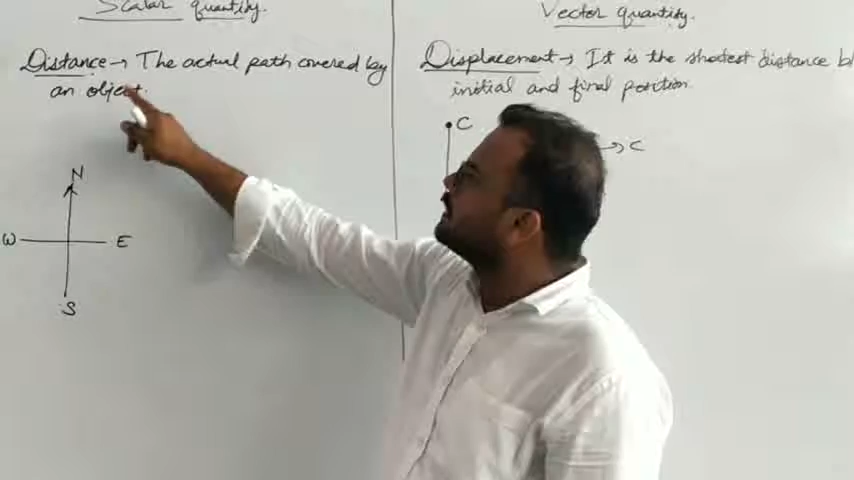 Scalar quantity.
Distance → The actual path covered by
an object.
N
W
E
S
Vector quantity.
Displacement → It is the shortest distance b
initial and final position.
C
→ C